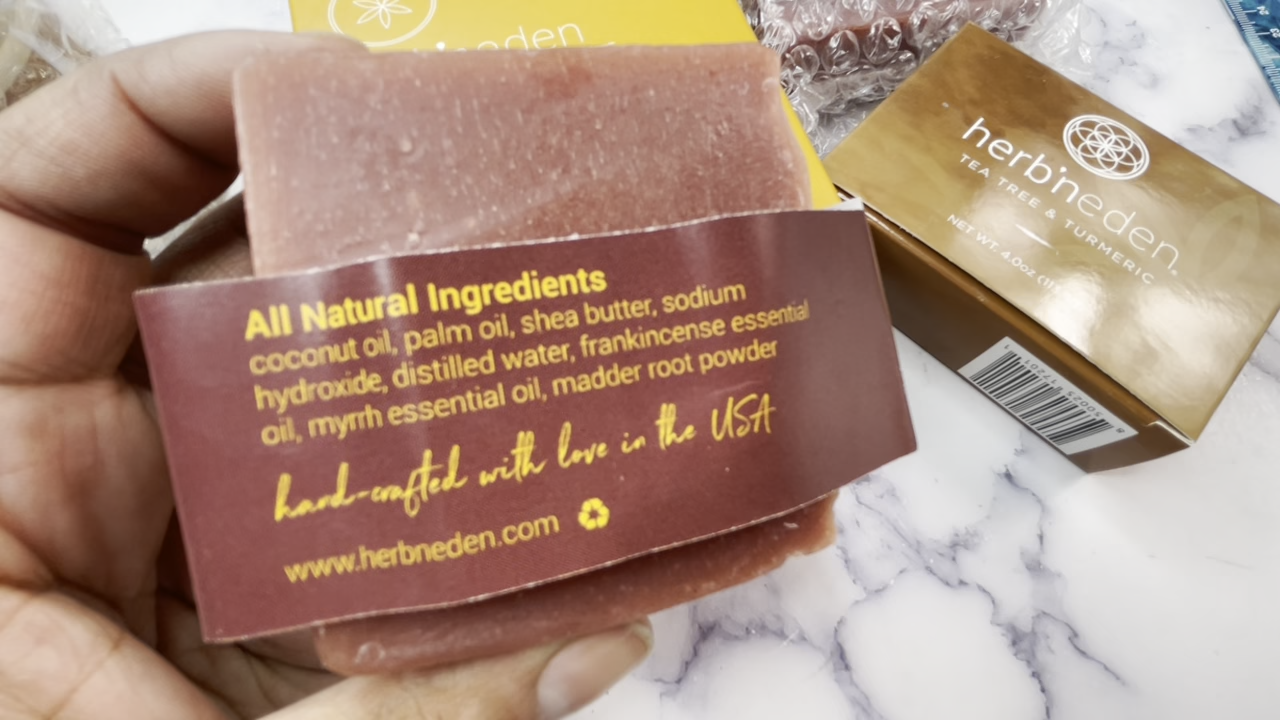 eden
herb'neden
TEA TREE & TURMERIC
NET WT. 4.0oz
All Natural Ingredients
coconut oil, palm oil, shea butter, sodium
hydroxide, distilled water, frankincense essential
oil, myrrh essential oil, madder root powder
hand-crafted with love in the USA
www.herbneden.com